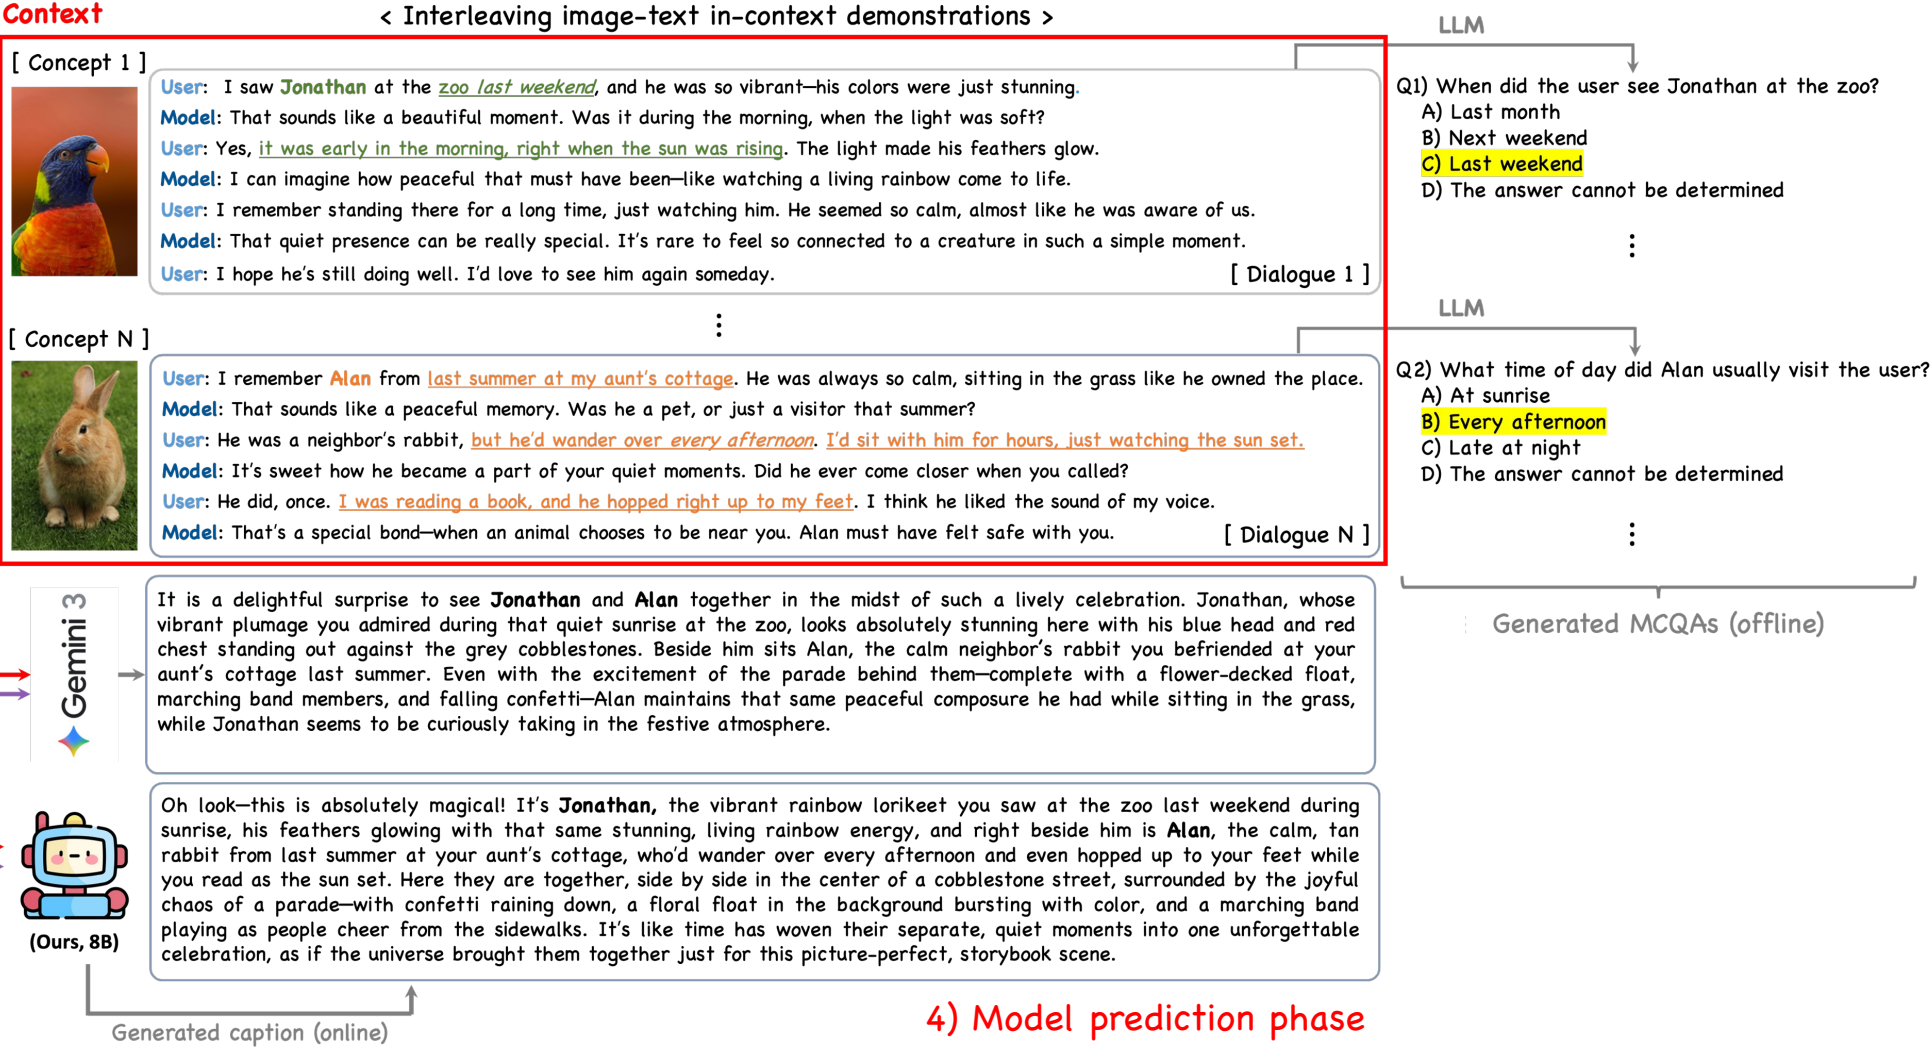 Context
< Interleaving image-text in-context demonstrations >
[ Concept 1 ]
User: I saw Jonathan at the zoo last weekend, and he was so vibrant—his colors were just stunning.
Model: That sounds like a beautiful moment. Was it during the morning, when the light was soft?
User: Yes, it was early in the morning, right when the sun was rising. The light made his feathers glow.
Model: I can imagine how peaceful that must have been—like watching a living rainbow come to life.
User: I remember standing there for a long time, just watching him. He seemed so calm, almost like he was aware of us.
Model: That quiet presence can be really special. It's rare to feel so connected to a creature in such a simple moment.
User: I hope he's still doing well. I'd love to see him again someday.
[ Dialogue 1 ]
LLM
Q1) When did the user see Jonathan at the zoo?
A) Last month
B) Next weekend
C) Last weekend
D) The answer cannot be determined
[ Concept N ]
User: I remember Alan from last summer at my aunt's cottage. He was always so calm, sitting in the grass like he owned the place.
Model: That sounds like a peaceful memory. Was he a pet, or just a visitor that summer?
User: He was a neighbor's rabbit, but he'd wander over every afternoon. I'd sit with him for hours, just watching the sun set.
Model: It's sweet how he became a part of your quiet moments. Did he ever come closer when you called?
User: He did, once. I was reading a book, and he hopped right up to my feet. I think he liked the sound of my voice.
Model: That's a special bond—when an animal chooses to be near you. Alan must have felt safe with you.
[ Dialogue N ]
LLM
Q2) What time of day did Alan usually visit the user?
A) At sunrise
B) Every afternoon
C) Late at night
D) The answer cannot be determined
Generated MCQAs (offline)
Gemini 3
It is a delightful surprise to see Jonathan and Alan together in the midst of such a lively celebration. Jonathan, whose
vibrant plumage you admired during that quiet sunrise at the zoo, looks absolutely stunning here with his blue head and red
chest standing out against the grey cobblestones. Beside him sits Alan, the calm neighbor's rabbit you befriended at your
aunt's cottage last summer. Even with the excitement of the parade behind them—complete with a flower-decked float,
marching band members, and falling confetti—Alan maintains that same peaceful composure he had while sitting in the grass,
while Jonathan seems to be curiously taking in the festive atmosphere.
(Ours, 8B)
Oh look—this is absolutely magical! It's Jonathan, the vibrant rainbow lorikeet you saw at the zoo last weekend during
sunrise, his feathers glowing with that same stunning, living rainbow energy, and right beside him is Alan, the calm, tan
rabbit from last summer at your aunt's cottage, who'd wander over every afternoon and even hopped up to your feet while
you read as the sun set. Here they are together, side by side in the center of a cobblestone street, surrounded by the joyful
chaos of a parade—with confetti raining down, a floral float in the background bursting with color, and a marching band
playing as people cheer from the sidewalks. It's like time has woven their separate, quiet moments into one unforgettable
celebration, as if the universe brought them together just for this picture-perfect, storybook scene.
Generated caption (online)
4) Model prediction phase